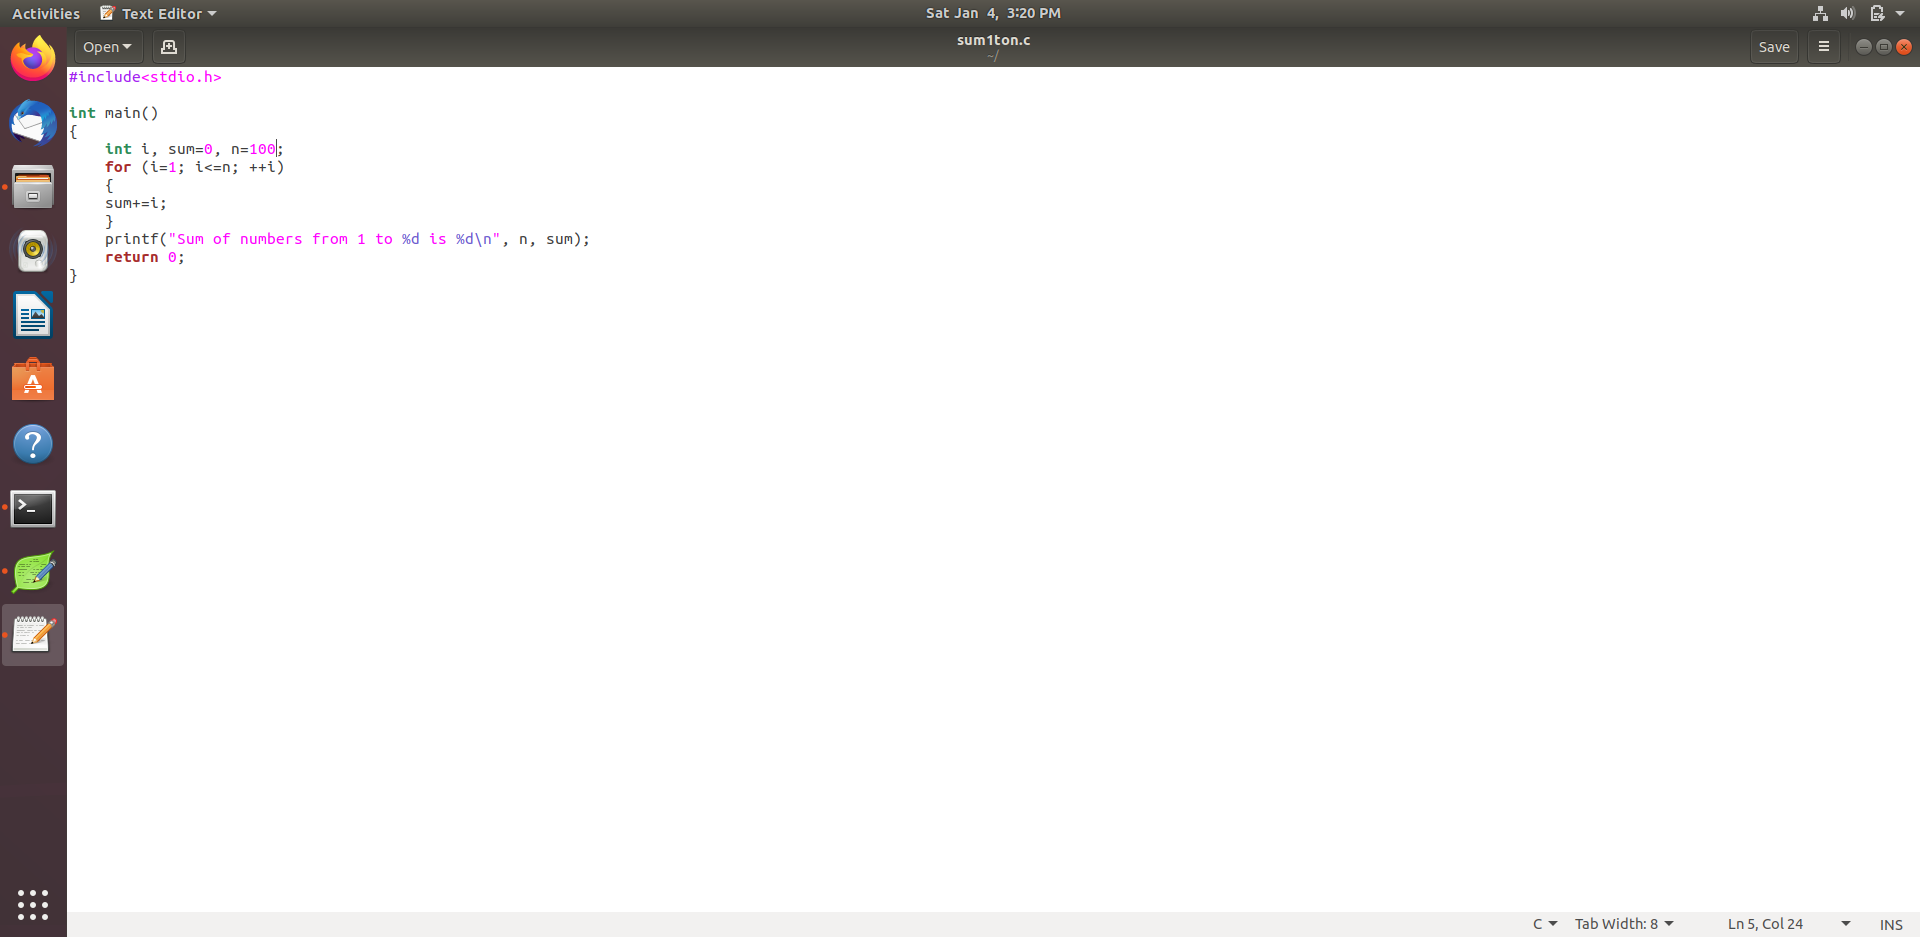 Activities Text Editor Sat Jan 4, 3:20 PM
Open sum1ton.c Save
~/
#include<stdio.h>

int main()
{
    int i, sum=0, n=100;
    for (i=1; i<=n; ++i)
    {
    sum+=i;
    }
    printf("Sum of numbers from 1 to %d is %d\n", n, sum);
    return 0;
}
C Tab Width: 8 Ln 5, Col 24 INS